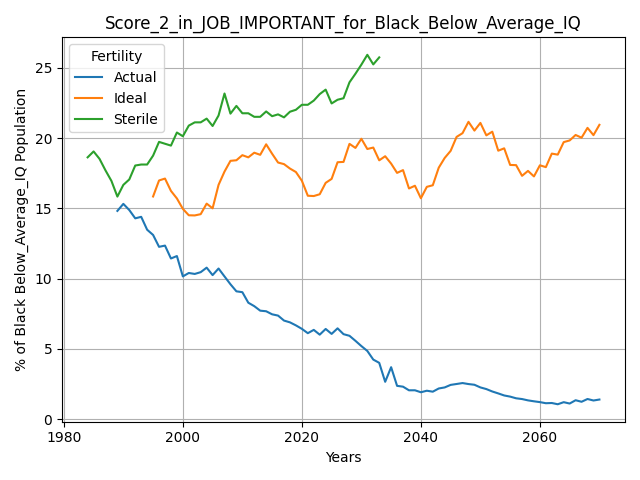 Score_2_in_JOB_IMPORTANT_for_Black_Below_Average_IQ
% of Black Below_Average_IQ Population
Fertility
Actual
Ideal
Sterile
25
20
15
10
5
0
1980
2000
2020
2040
2060
Years